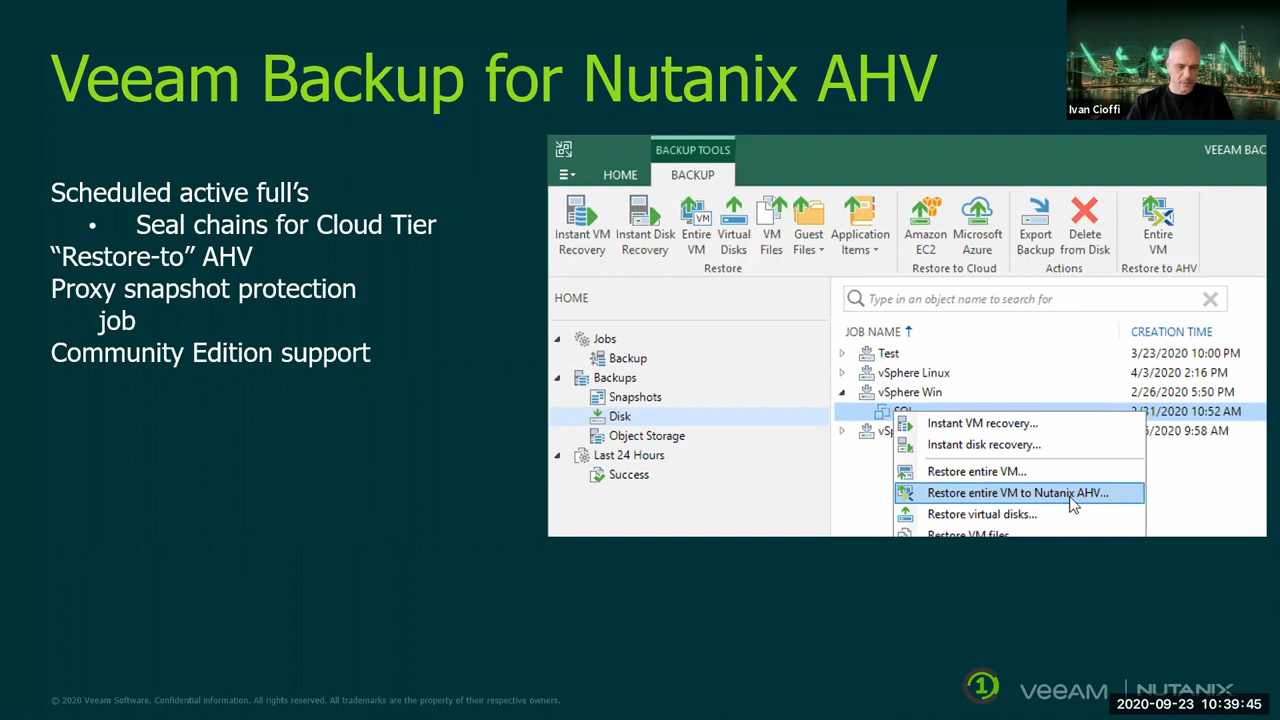 Veeam Backup for Nutanix AHV
Ivan Cioffi
Scheduled active full’s
• Seal chains for Cloud Tier
“Restore-to” AHV
Proxy snapshot protection
job
Community Edition support
BACKUP TOOLS
VEEAM BAC
HOME
BACKUP
Instant VM Recovery
Instant Disk Recovery
Entire VM
Virtual Disks
VM Files
Guest Files
Application Items
Amazon EC2
Microsoft Azure
Export Backup
Delete from Disk
Entire VM
Restore
Restore to Cloud
Actions
Restore to AHV
HOME
Jobs
Backup
Backups
Snapshots
Disk
Object Storage
Last 24 Hours
Success
Type in an object name to search for
JOB NAME
CREATION TIME
Test 3/23/2020 10:00 PM
vSphere Linux 4/3/2020 2:16 PM
vSphere Win 2/26/2020 5:50 PM
/31/2020 10:52 AM
9:58 AM
Instant VM recovery...
Instant disk recovery...
Restore entire VM...
Restore entire VM to Nutanix AHV...
Restore virtual disks...
Restore VM files
© 2020 Veeam Software. Confidential information. All rights reserved. All trademarks are the property of their respective owners.
1
VEEAM
NUTANIX
2020-09-23 10:39:45